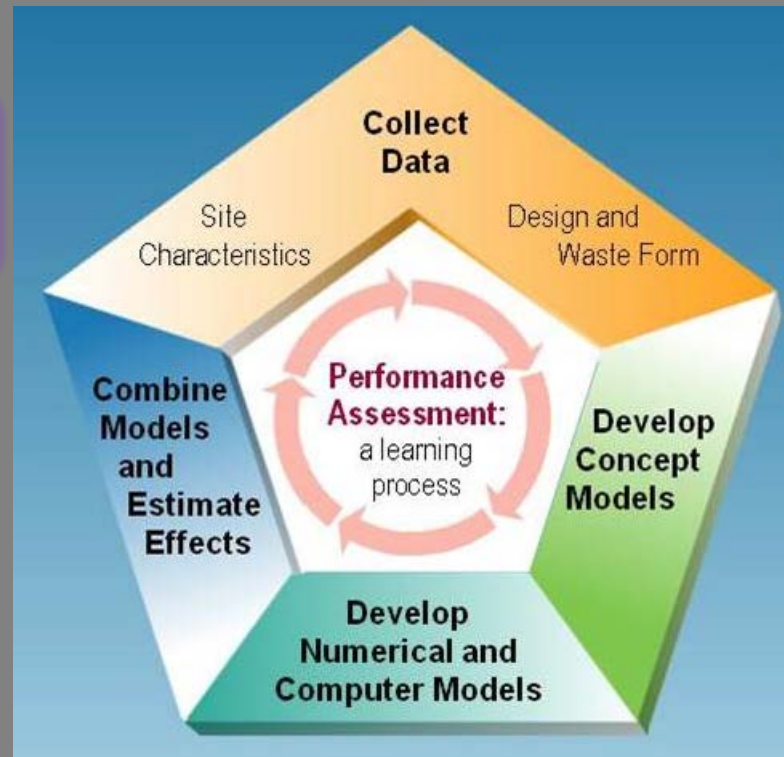 Collect
Data
Site
Characteristics
Design and
Waste Form
Develop
Concept
Models
Develop
Numerical and
Computer Models
Combine
Models
and
Estimate
Effects
Performance
Assessment:
a learning
process